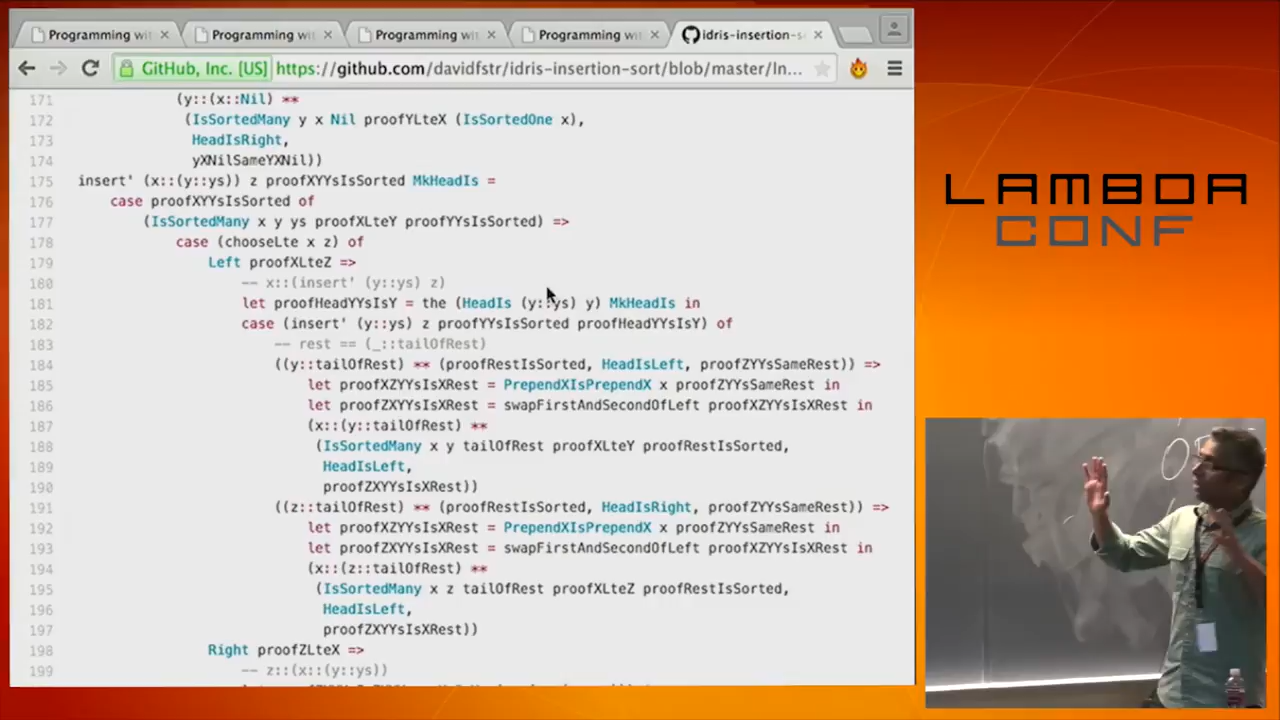 Programming wit
Programming wit
Programming wit
Programming wit
idris-insertion-s
GitHub, Inc. [US]
https://github.com/davidfstr/idris-insertion-sort/blob/master/In...
171 (y::(x::Nil) **
172 (IsSortedMany y x Nil proofYLteX (IsSortedOne x),
173 HeadIsRight,
174 yXNilSameYXNil))
175 insert' (x::(y::ys)) z proofXYYsIsSorted MkHeadIs =
176 case proofXYYsIsSorted of
177 (IsSortedMany x y ys proofXLteY proofYYsIsSorted) =>
178 case (chooseLte x z) of
179 Left proofXLteZ =>
180 -- x::(insert' (y::ys) z)
181 let proofHeadYYsIsY = the (HeadIs (y::ys) y) MkHeadIs in
182 case (insert' (y::ys) z proofYYsIsSorted proofHeadYYsIsY) of
183 -- rest == (_::tailOfRest)
184 ((y::tailOfRest) ** (proofRestIsSorted, HeadIsLeft, proofZYYsSameRest)) =>
185 let proofXZYYsIsXRest = PrependXIsPrependX x proofZYYsSameRest in
186 let proofZXYYsIsXRest = swapFirstAndSecondOfLeft proofXZYYsIsXRest in
187 (x::(y::tailOfRest) **
188 (IsSortedMany x y tailOfRest proofXLteY proofRestIsSorted,
189 HeadIsLeft,
190 proofZXYYsIsXRest))
191 ((z::tailOfRest) ** (proofRestIsSorted, HeadIsRight, proofZYYsSameRest)) =>
192 let proofXZYYsIsXRest = PrependXIsPrependX x proofZYYsSameRest in
193 let proofZXYYsIsXRest = swapFirstAndSecondOfLeft proofXZYYsIsXRest in
194 (x::(z::tailOfRest) **
195 (IsSortedMany x z tailOfRest proofXLteZ proofRestIsSorted,
196 HeadIsLeft,
197 proofZXYYsIsXRest))
198 Right proofZLteX =>
199 -- z::(x::(y::ys))
LAMBDA
CONF